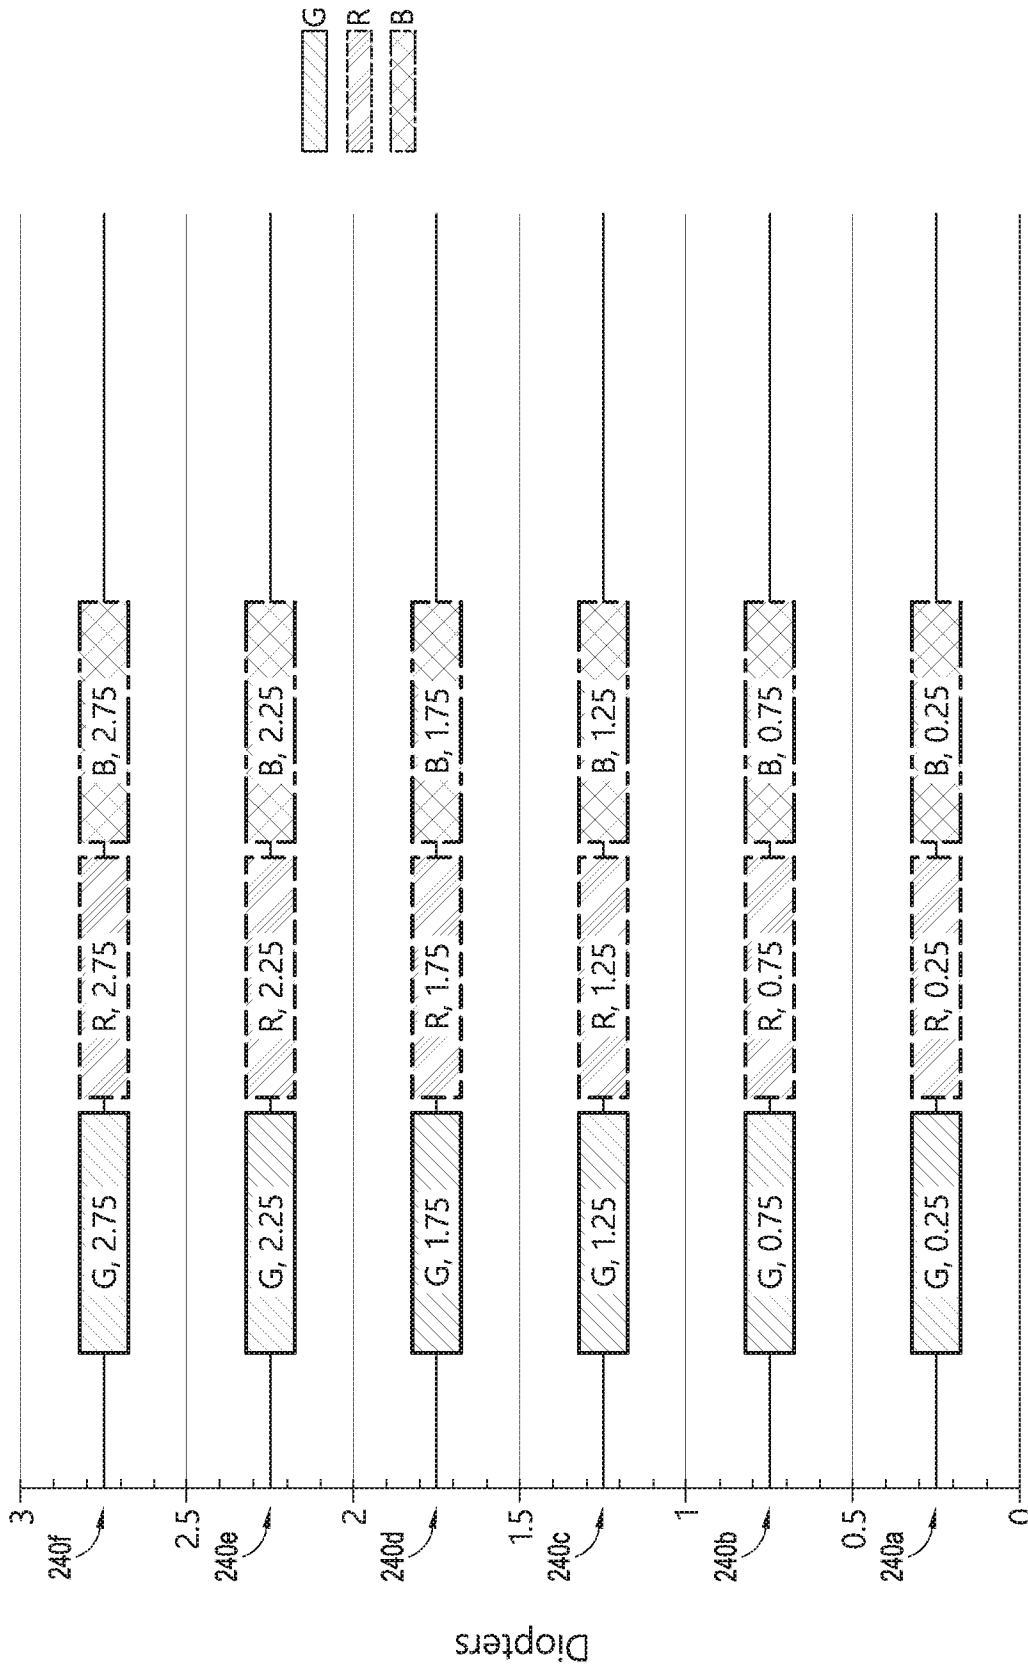 Diopters
3
240f
G, 2.75
R, 2.75
B, 2.75
2.5
240e
G, 2.25
R, 2.25
B, 2.25
2
240d
G, 1.75
R, 1.75
B, 1.75
1.5
240c
G, 1.25
R, 1.25
B, 1.25
1
240b
G, 0.75
R, 0.75
B, 0.75
0.5
240a
G, 0.25
R, 0.25
B, 0.25
0
G
R
B